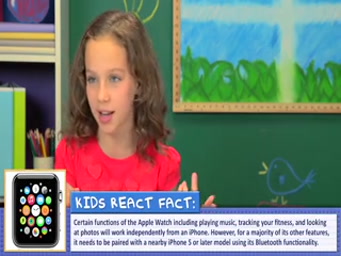 KIDS REACT FACT:
Certain functions of the Apple Watch including playing music, tracking your fitness, and looking
at photos will work independently from an iPhone. However, for a majority of its other features,
it needs to be paired with a nearby iPhone 5 or later model using its Bluetooth functionality.